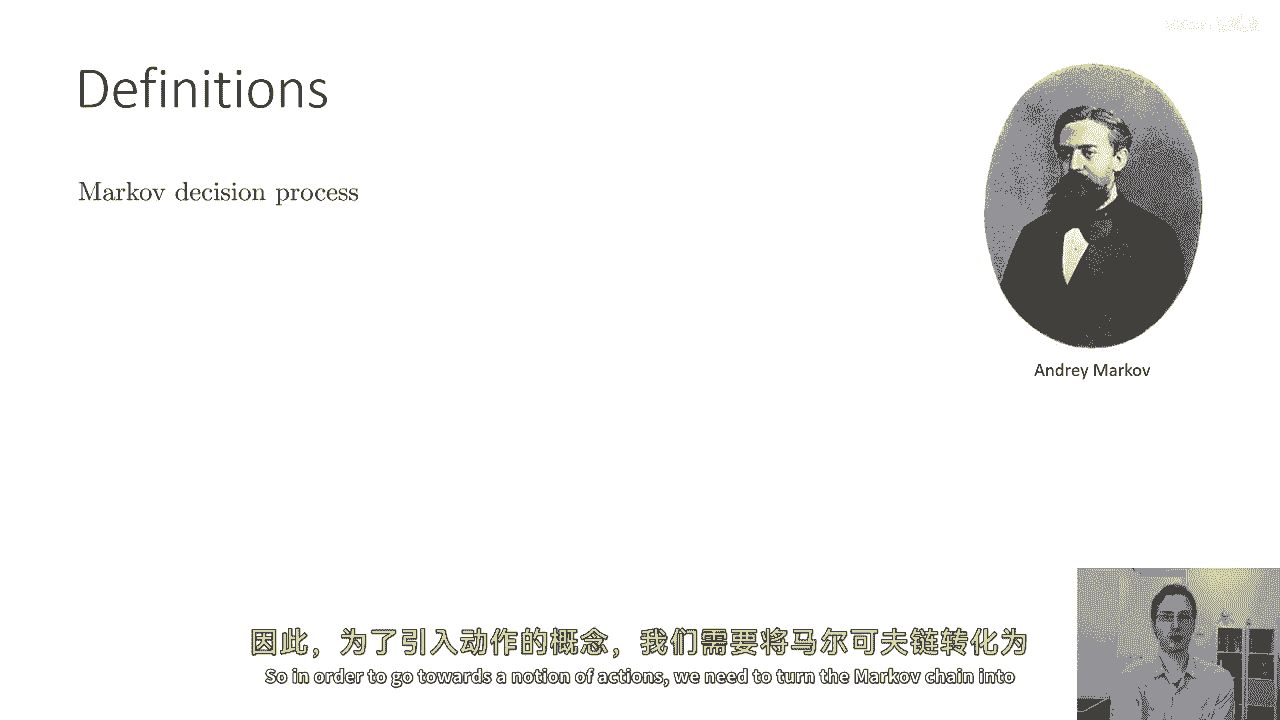 Definitions
Markov decision process
Andrey Markov
因此，为了引入动作的概念，我们需要将马尔可夫链转化为
So in order to go towards a notion of actions, we need to turn the Markov chain into